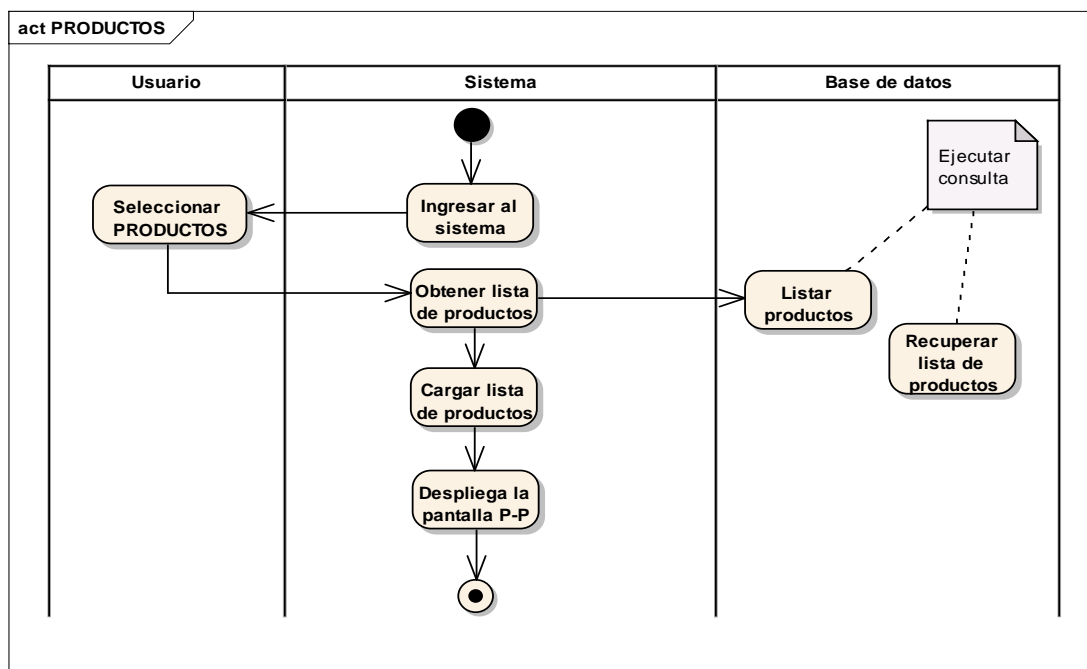 act PRODUCTOS
Usuario
Sistema
Base de datos
Ejecutar
consulta
Seleccionar
PRODUCTOS
Ingresar al
sistema
Obtener lista
de productos
Listar
productos
Recuperar
lista de
productos
Cargar lista
de productos
Despliega la
pantalla P-P